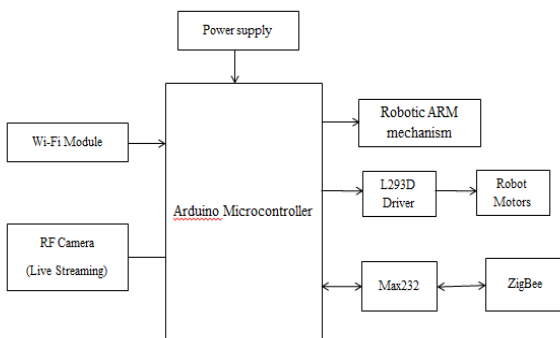 Power supply
Wi-Fi Module
RF Camera
(Live Streaming)
Arduino Microcontroller
Robotic ARM
mechanism
L293D
Driver
Robot
Motors
Max232
ZigBee